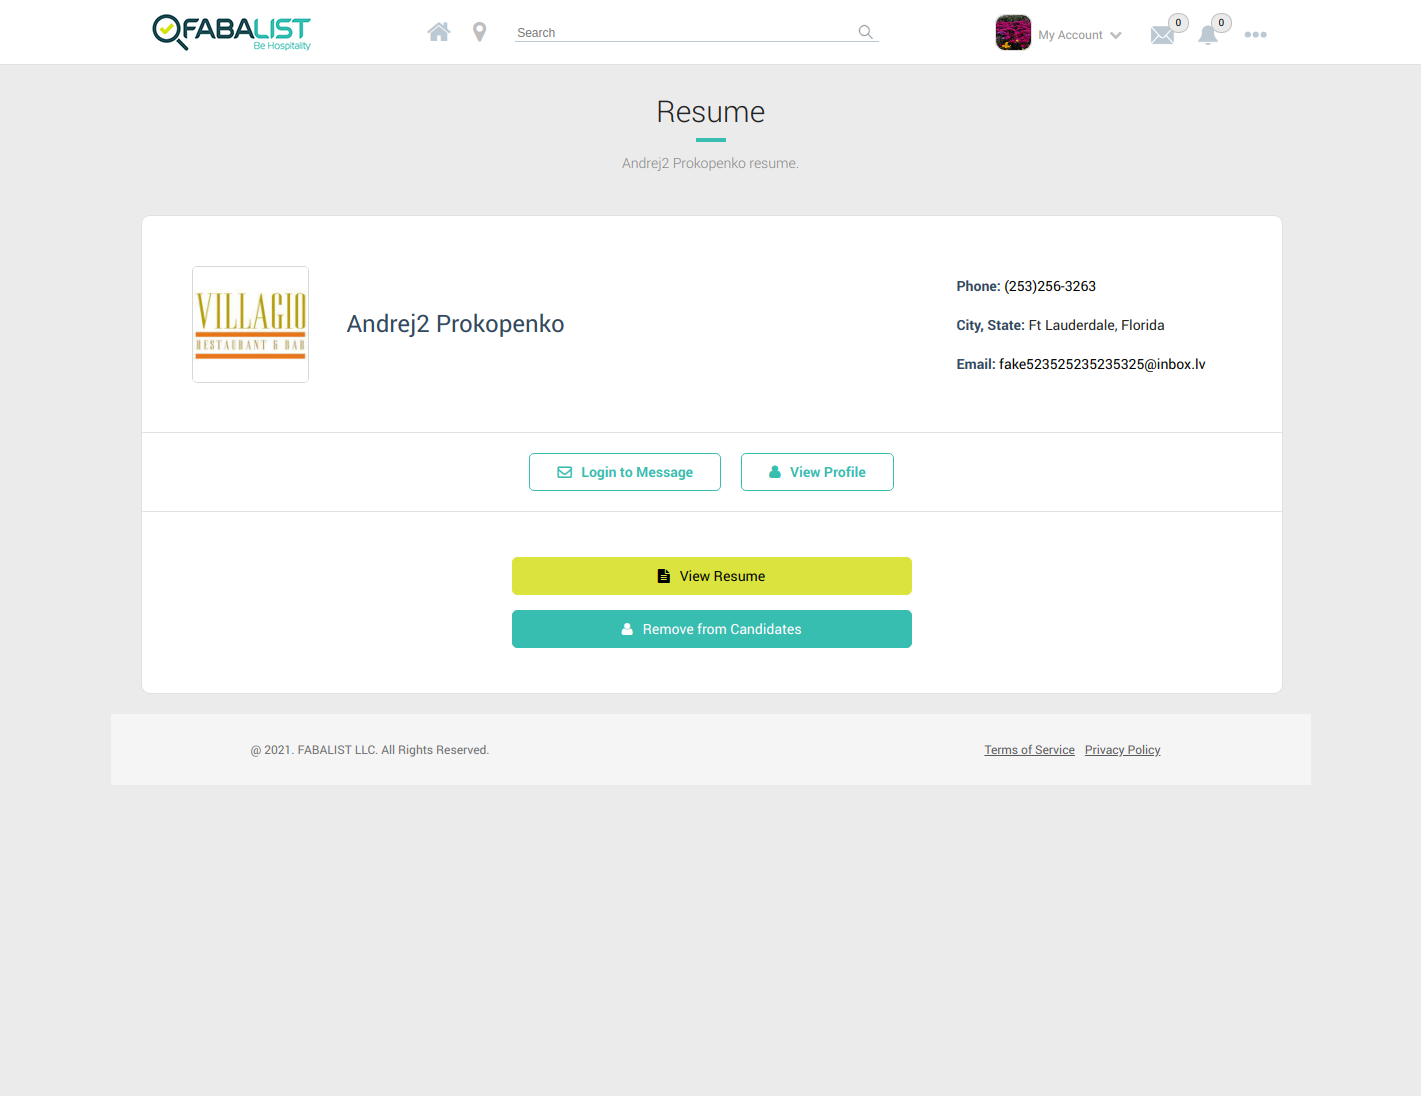 FABALIST
Be Hospitality
Search
My Account
0
0
Resume
Andrej2 Prokopenko resume.
VILLAGIO
RESTAURANT & BAR
Andrej2 Prokopenko
Phone: (253)256-3263
City, State: Ft Lauderdale, Florida
Email: fake523525235235325@inbox.lv
Login to Message
View Profile
View Resume
Remove from Candidates
@ 2021. FABALIST LLC. All Rights Reserved.
Terms of Service Privacy Policy